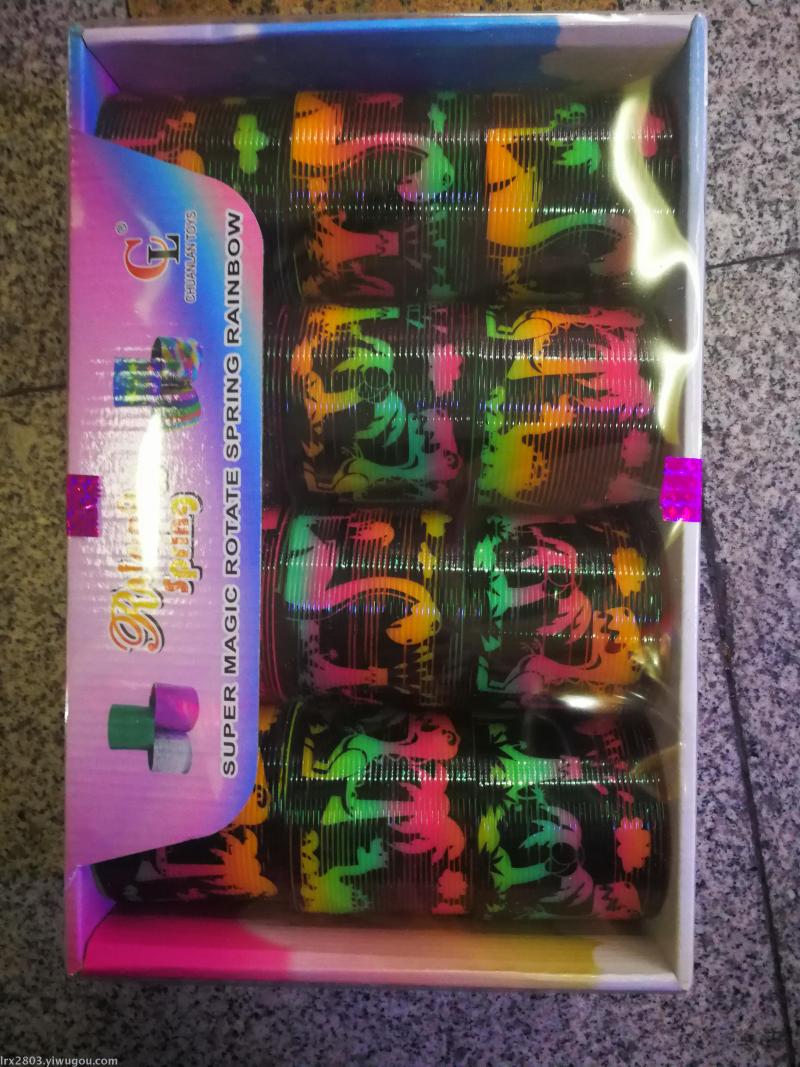 CL®
CHUANLAN TOYS
Spring
SUPER MAGIC ROTATE SPRING RAINBOW
lrx2803.yiwugou.com